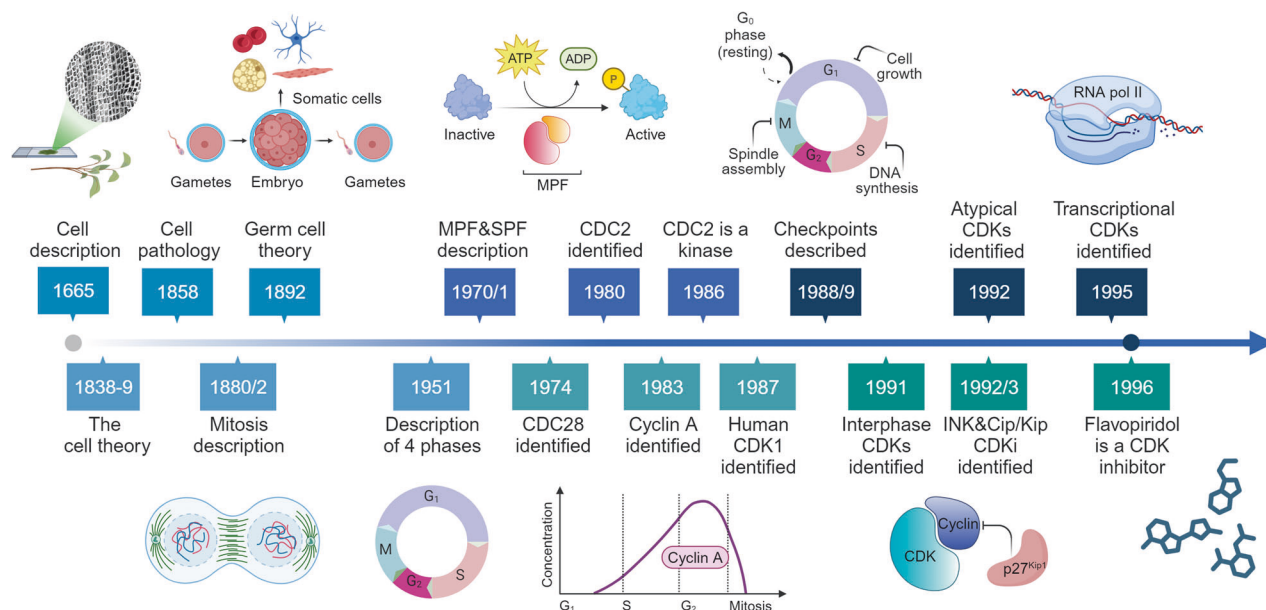 Somatic cells
Gametes
Embryo
Gametes
ATP
ADP
P
Inactive
Active
MPF
G0
phase
(resting)
G1
Cell
growth
M
S
G2
Spindle
assembly
DNA
synthesis
RNA pol II
Cell
description
1665
Cell
pathology
1858
Germ cell
theory
1892
MPF&SPF
description
1970/1
CDC2
identified
1980
CDC2 is a
kinase
1986
Checkpoints
described
1988/9
Atypical
CDKs
identified
1992
Transcriptional
CDKs
identified
1995
1838-9
The
cell theory
1880/2
Mitosis
description
1951
Description
of 4 phases
1974
CDC28
identified
1983
Cyclin A
identified
1987
Human
CDK1
identified
1991
Interphase
CDKs
identified
1992/3
INK&Cip/Kip
CDKi
identified
1996
Flavopiridol
is a CDK
inhibitor
G1
M
S
G2
Concentration
Cyclin A
G1
S
G2
Mitosis
Cyclin
CDK
p27Kip1